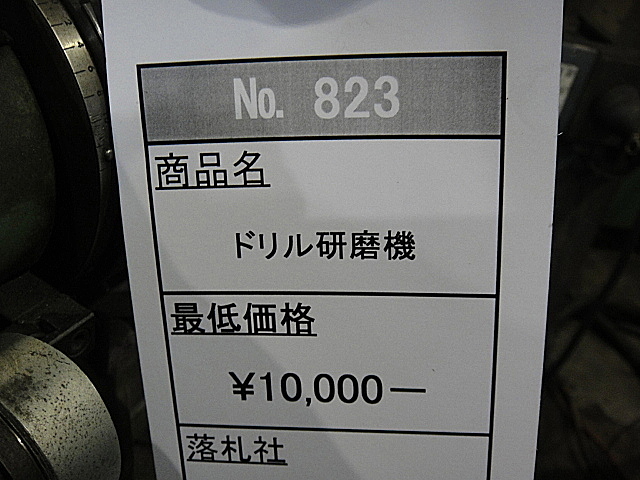 No. 823
商品名
ドリル研磨機
最低価格
¥10,000ー
落札社